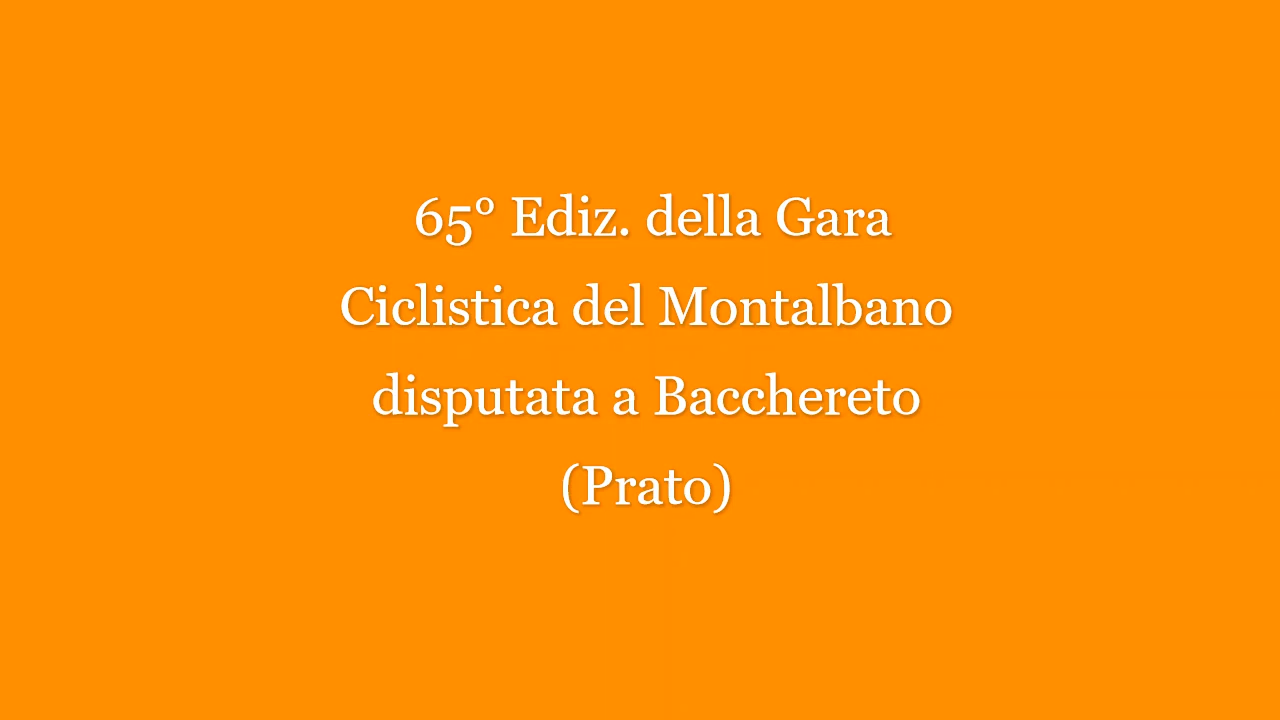 65° Ediz. della Gara
Ciclistica del Montalbano
disputata a Bacchereto
(Prato)